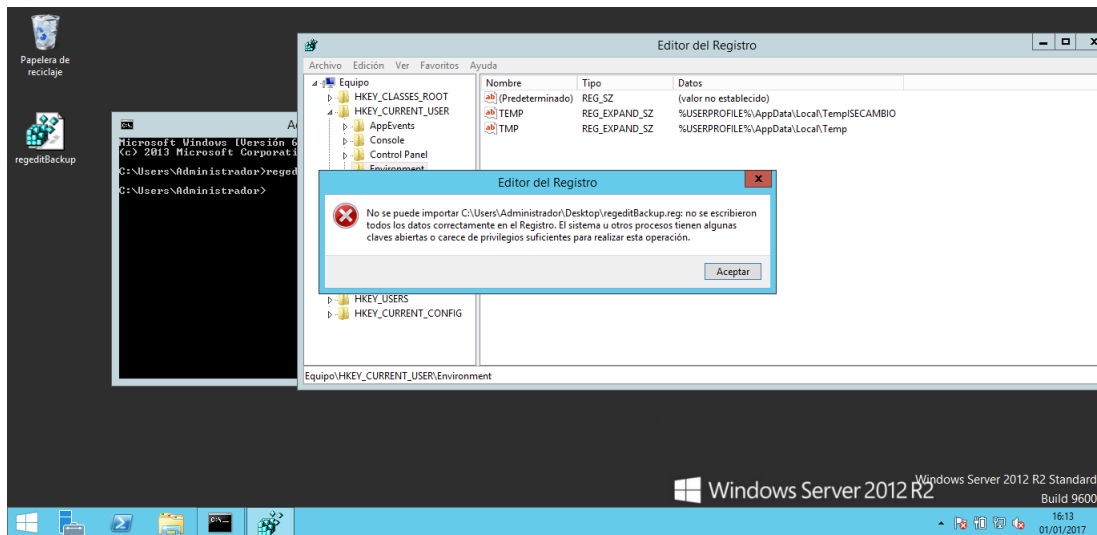 Papelera de
reciclaje
regeditBackup
Microsoft Windows [Versión 6
(c) 2013 Microsoft Corporati
C:\Users\Administrador>reged
C:\Users\Administrador>
Editor del Registro
Archivo Edición Ver Favoritos Ayuda
Equipo
HKEY_CLASSES_ROOT
HKEY_CURRENT_USER
AppEvents
Console
Control Panel
Environment
Nombre Tipo Datos
(Predeterminado) REG_SZ (valor no establecido)
TEMP REG_EXPAND_SZ %USERPROFILE%\AppData\Local\TemplSECAMBIO
TMP REG_EXPAND_SZ %USERPROFILE%\AppData\Local\Temp
Editor del Registro
No se puede importar C:\Users\Administrador\Desktop\regeditBackup.reg: no se escribieron
todos los datos correctamente en el Registro. El sistema u otros procesos tienen algunas
claves abiertas o carece de privilegios suficientes para realizar esta operación.
Aceptar
HKEY_USERS
HKEY_CURRENT_CONFIG
Equipo\HKEY_CURRENT_USER\Environment
Windows Server 2012 R2
Windows Server 2012 R2 Standard
Build 9600
16:13
01/01/2017